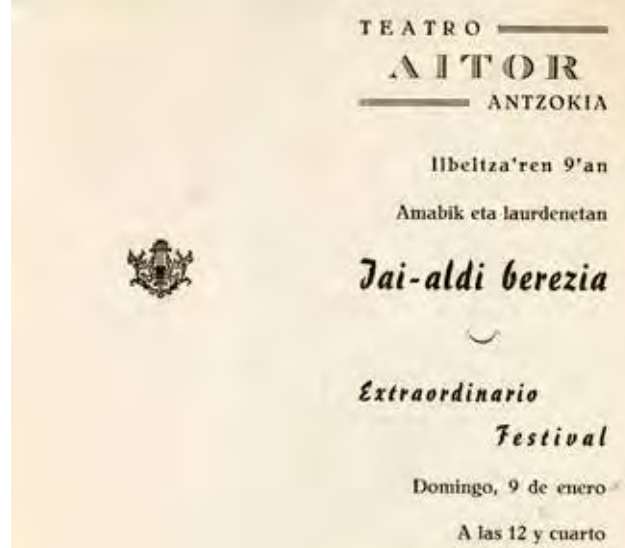 TEATRO
AITOR
ANTZOKIA
Ilbeltza'ren 9'an
Amabik eta laurdenetan
Jai-aldi berezia
Extraordinario
Festival
Domingo, 9 de enero
A las 12 y cuarto